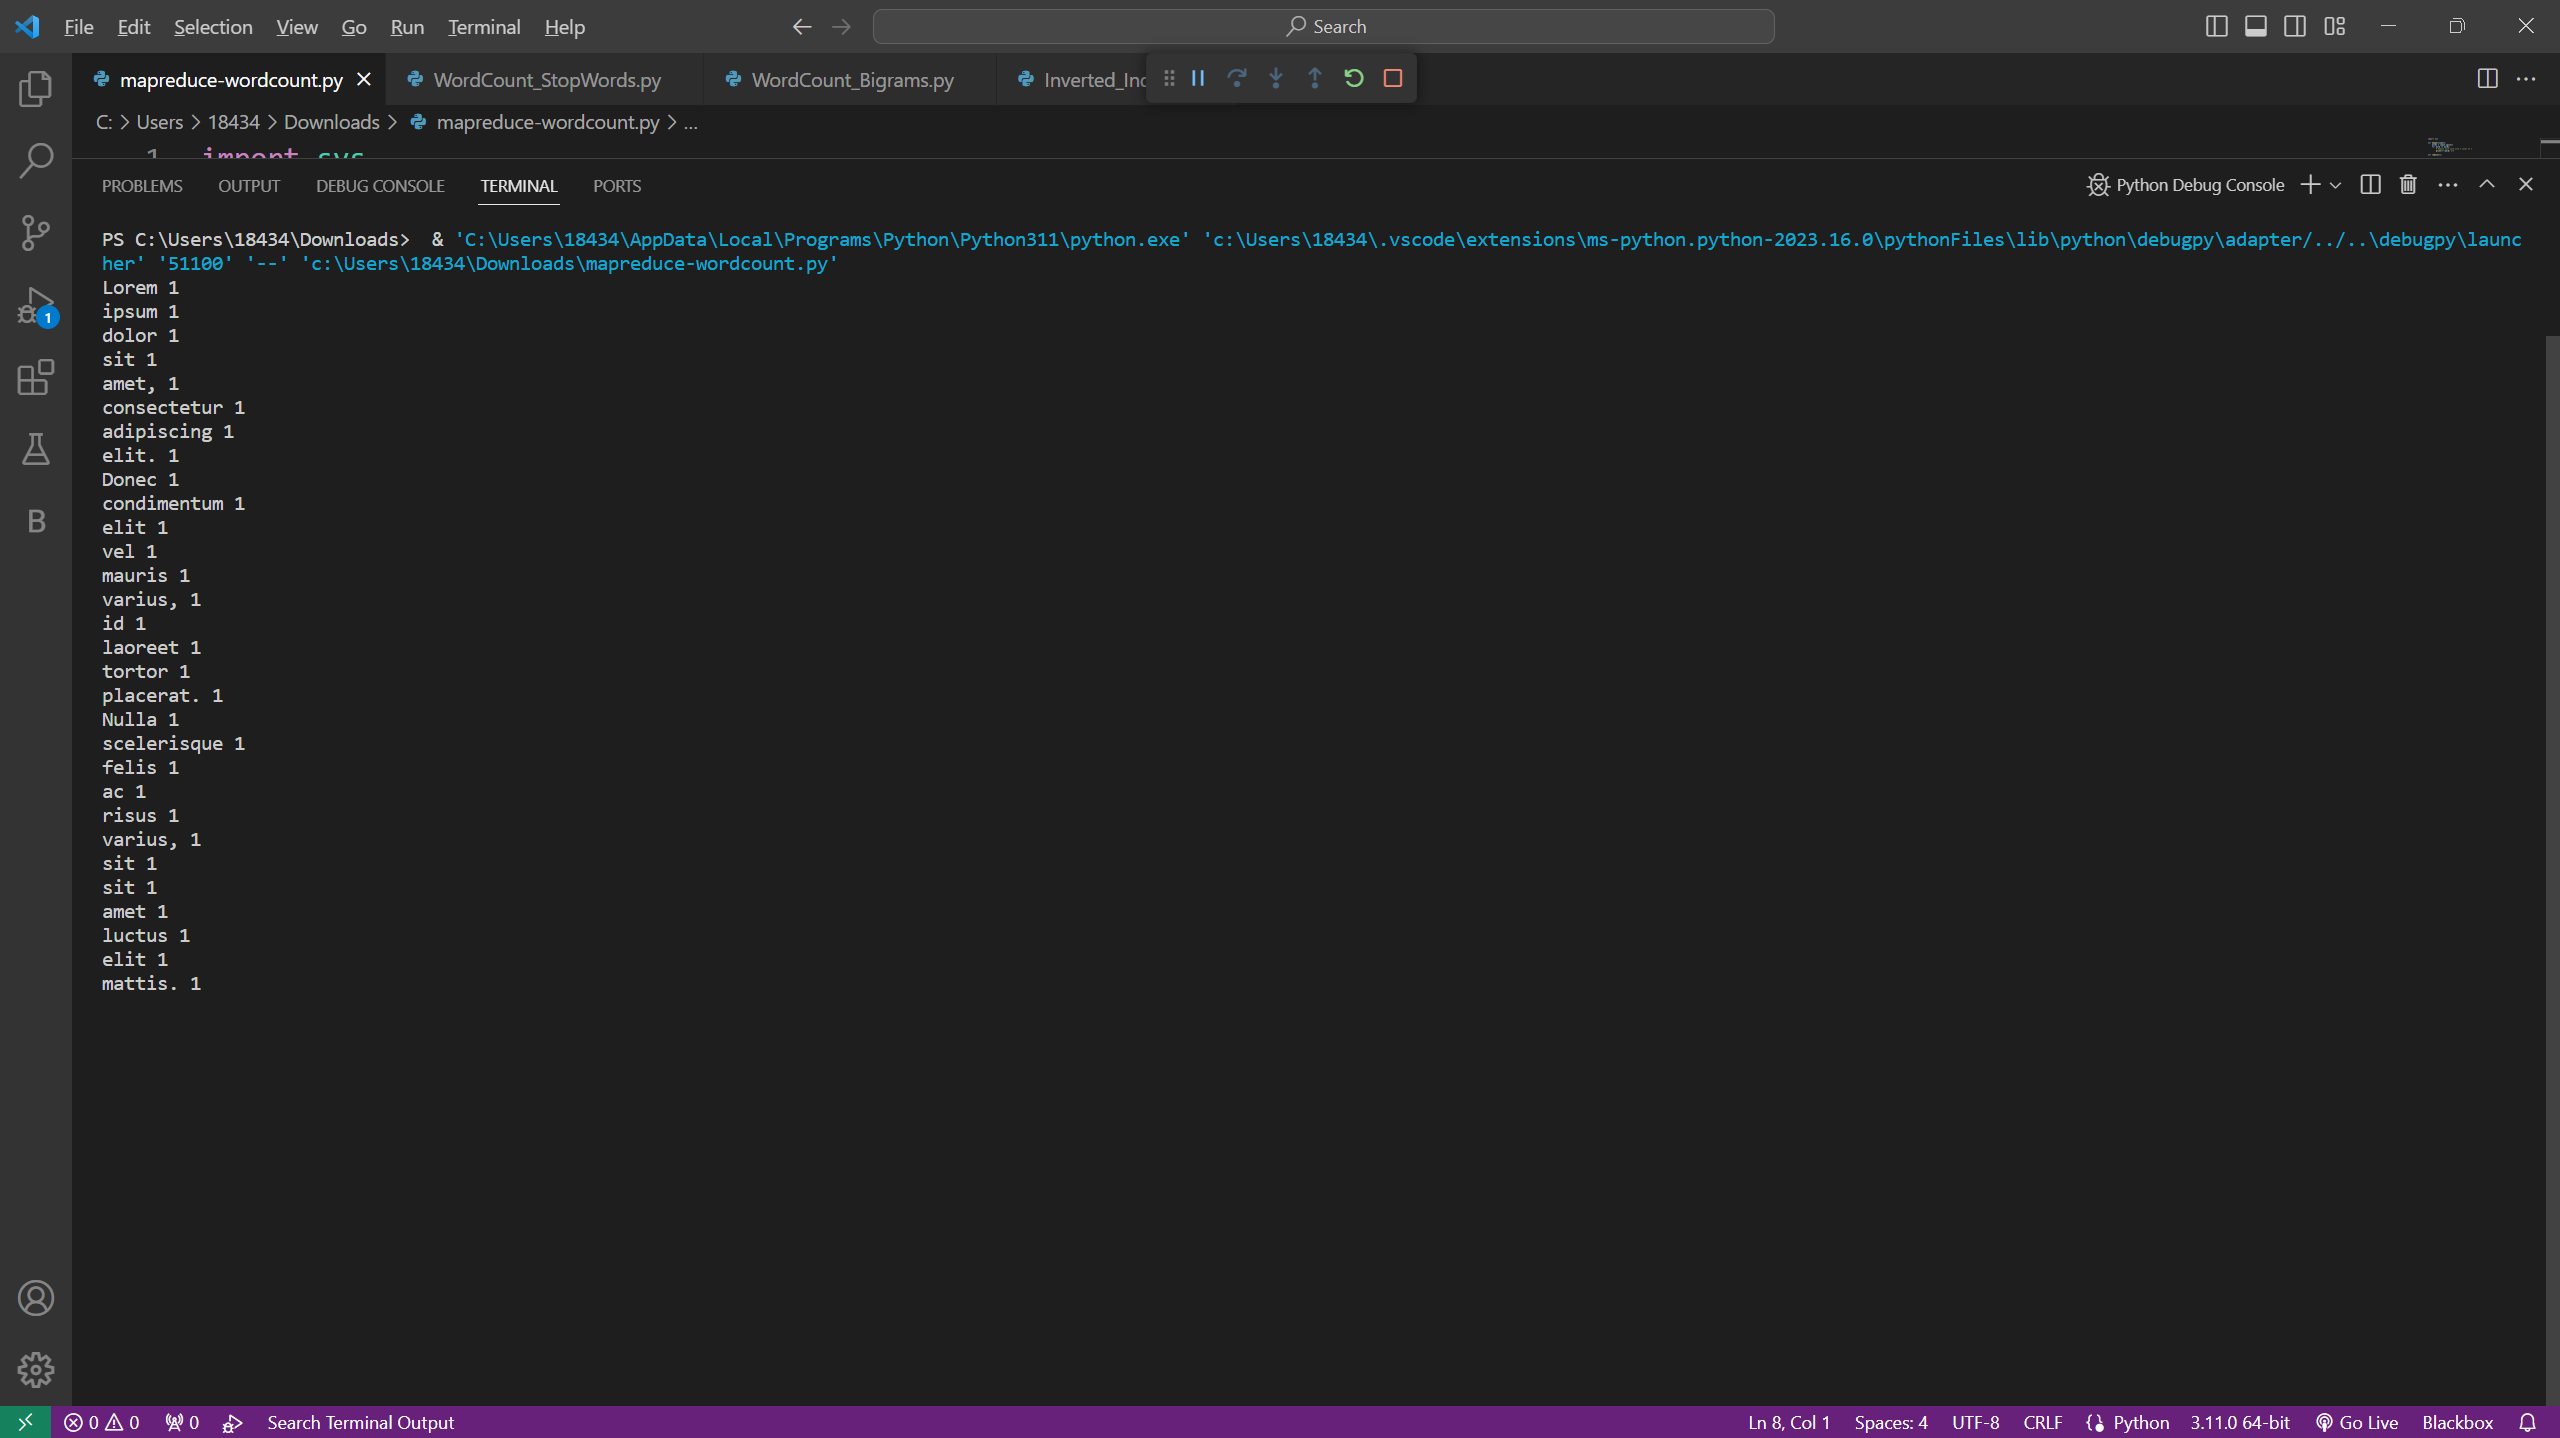 File Edit Selection View Go Run Terminal Help Search
mapreduce-wordcount.py WordCount_StopWords.py WordCount_Bigrams.py Inverted_Inc
C: > Users > 18434 > Downloads > mapreduce-wordcount.py > ...
1 import sys
PROBLEMS OUTPUT DEBUG CONSOLE TERMINAL PORTS Python Debug Console
PS C:\Users\18434\Downloads>  & 'C:\Users\18434\AppData\Local\Programs\Python\Python311\python.exe' 'c:\Users\18434\.vscode\extensions\ms-python.python-2023.16.0\pythonFiles\lib\python\debugpy\adapter/../..\debugpy\launc
her' '51100' '--' 'c:\Users\18434\Downloads\mapreduce-wordcount.py'
Lorem 1
ipsum 1
dolor 1
sit 1
amet, 1
consectetur 1
adipiscing 1
elit. 1
Donec 1
condimentum 1
elit 1
vel 1
mauris 1
varius, 1
id 1
laoreet 1
tortor 1
placerat. 1
Nulla 1
scelerisque 1
felis 1
ac 1
risus 1
varius, 1
sit 1
sit 1
amet 1
luctus 1
elit 1
mattis. 1
1
B
0 0 0 Search Terminal Output Ln 8, Col 1 Spaces: 4 UTF-8 CRLF Python 3.11.0 64-bit Go Live Blackbox